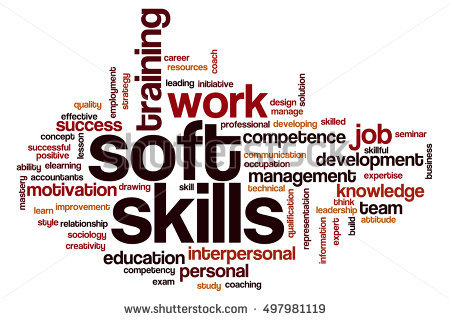 training
career
resources
coach
strategy
employment
leading initiative
work
design
manage
solution
quality
effective
success
professional developing skilled
concept
lesson
soft
competence
job
seminar
successful
positive
communication
skillful
ability elearning
occupation
development
business
accountants
management
expertise
mastery
motivation
drawing
skill
technical
knowledge
learn improvement
skills
qualification
representation
think
leadership
team
style relationship
attitude
sociology
creativity
information
expert
build
education
interpersonal
competency
personal
exam
study coaching
shutterstock
www.shutterstock.com · 497981119